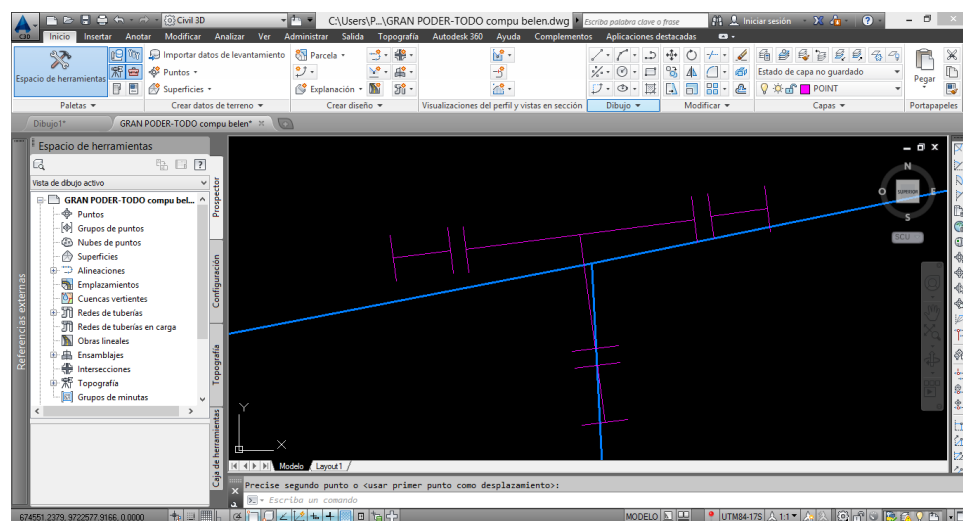 Civil 3D
C:\Users\P...\GRAN PODER-TODO compu belen.dwg
Escriba palabra clave o frase
Iniciar sesión
C3D
Inicio Insertar Anotar Modificar Analizar Ver Administrar Salida Topografía Autodesk 360 Ayuda Complementos Aplicaciones destacadas
Espacio de herramientas
Importar datos de levantamiento
Puntos
Superficies
Parcela
Explanación
Estado de capa no guardado
POINT
Pegar
Paletas
Crear datos de terreno
Crear diseño
Visualizaciones del perfil y vistas en sección
Dibujo
Modificar
Capas
Portapapeles
Dibujo1*
GRAN PODER-TODO compu belen*
Espacio de herramientas
Vista de dibujo activo
GRAN PODER-TODO compu bel...
Puntos
Grupos de puntos
Nubes de puntos
Superficies
Alineaciones
Emplazamientos
Cuencas vertientes
Redes de tuberías
Redes de tuberías en carga
Obras lineales
Ensamblajes
Intersecciones
Topografía
Grupos de minutas
Prospector
Configuración
Topografía
Caja de herramientas
Referencias externas
N
O
SUPERIOR
E
S
SCU
Y
X
Modelo
Layout1
Precise segundo punto o <usar primer punto como desplazamiento>:
Escriba un comando
674551.2379, 9722577.9166, 0.0000
MODELO
UTM84-17S
1:1